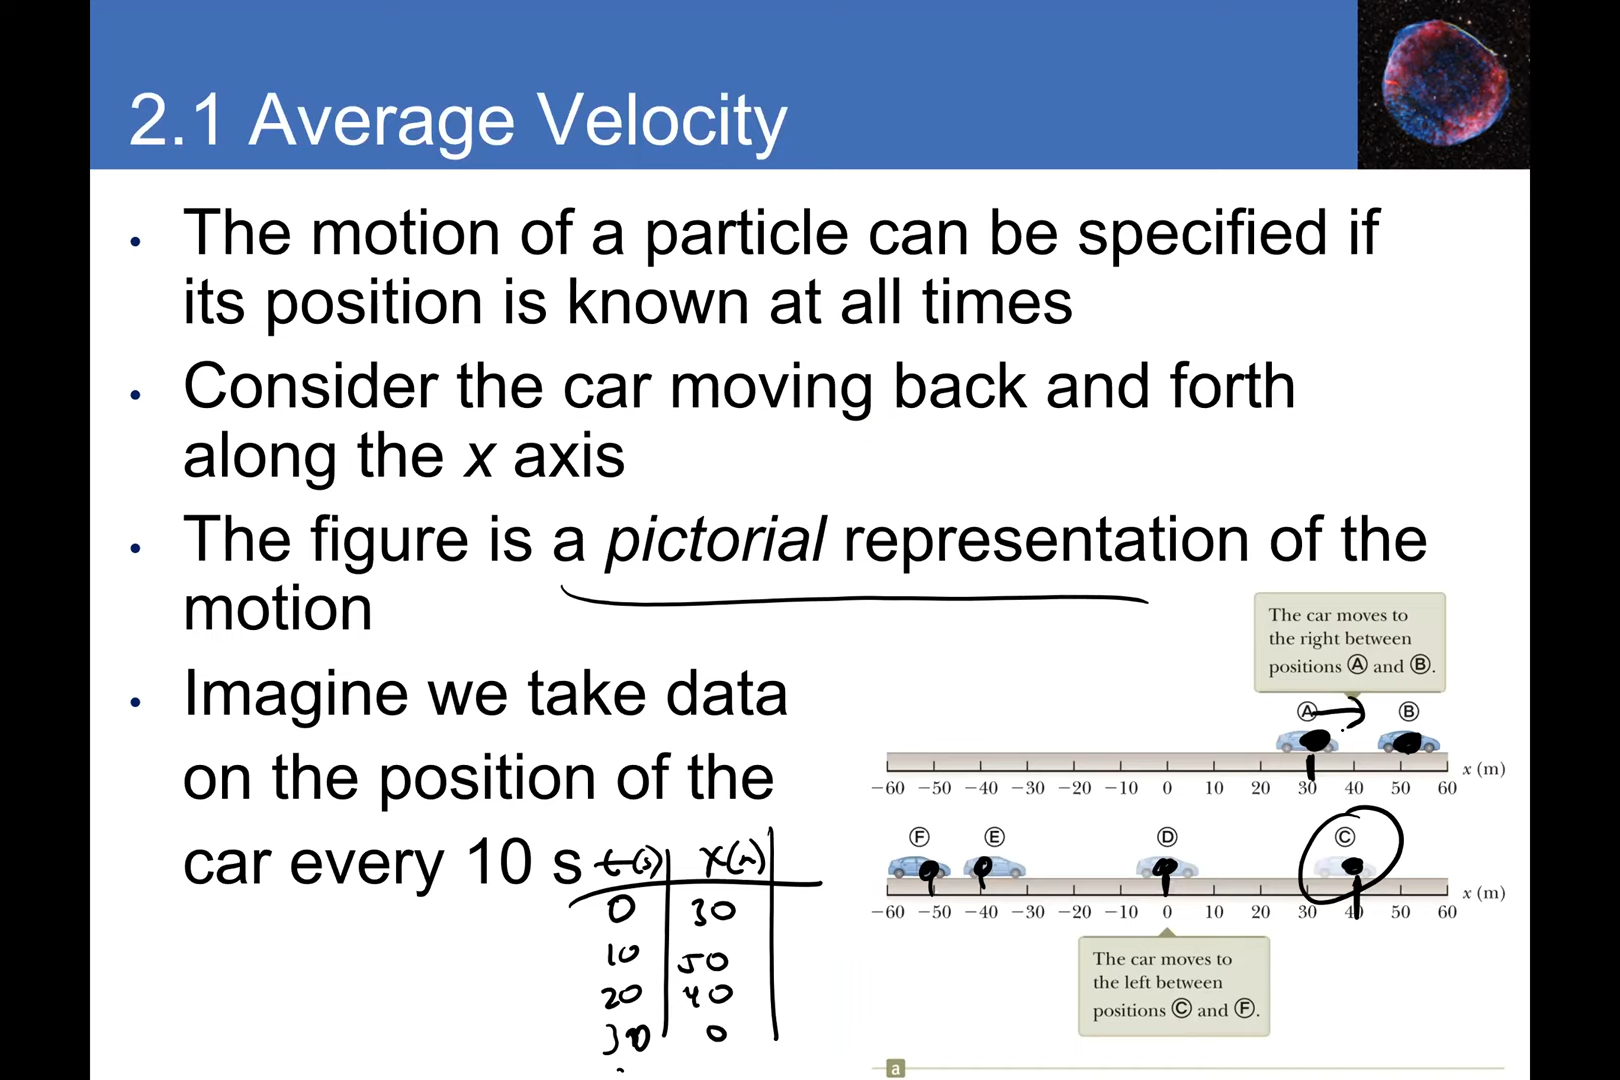 2.1 Average Velocity
• The motion of a particle can be specified if
its position is known at all times
• Consider the car moving back and forth
along the x axis
• The figure is a pictorial representation of the
motion
• Imagine we take data
on the position of the
car every 10 s
t(s) x(m)
0 30
10 50
20 40
30 0
The car moves to
the right between
positions Ⓐ and Ⓑ.
Ⓐ Ⓑ
−60 −50 −40 −30 −20 −10 0 10 20 30 40 50 60 x (m)
Ⓕ Ⓔ Ⓓ Ⓒ
−60 −50 −40 −30 −20 −10 0 10 20 30 40 50 60 x (m)
The car moves to
the left between
positions Ⓒ and Ⓕ.
a